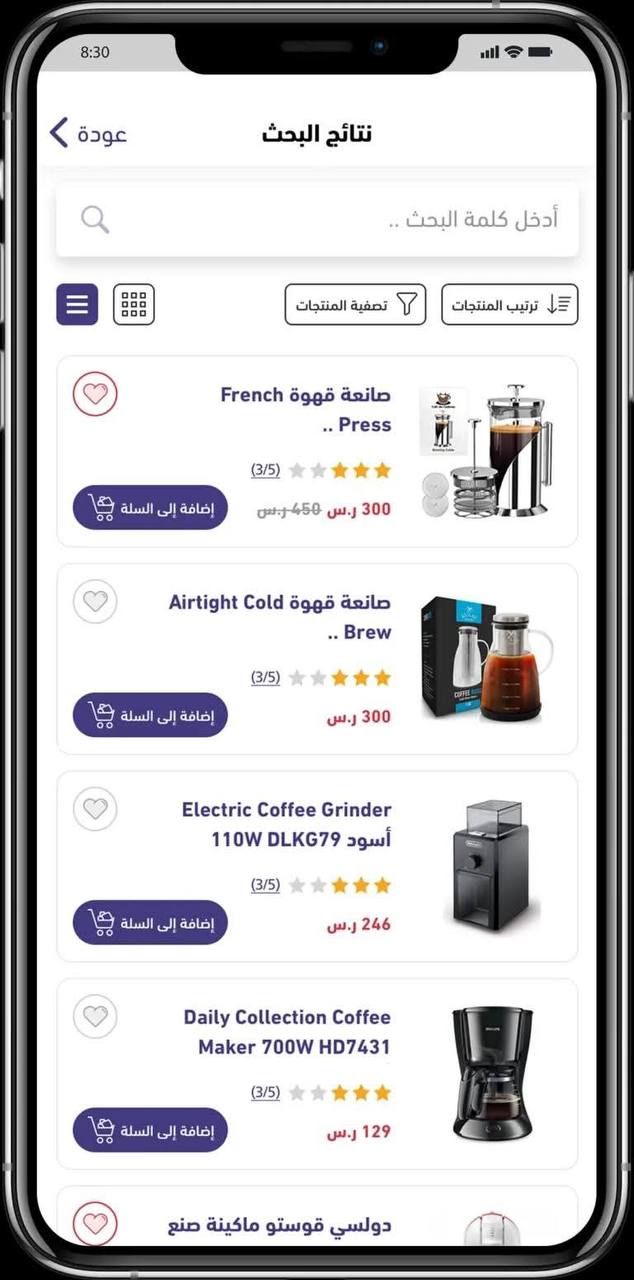 8:30
نتائج البحث
عودة
أدخل كلمة البحث ..
ترتيب المنتجات
تصفية المنتجات
صانعة قهوة French
Press ..
(3/5)
300 ر.س 450 ر.س
إضافة إلى السلة
صانعة قهوة Airtight Cold
Brew ..
(3/5)
300 ر.س
إضافة إلى السلة
COFFEE
Electric Coffee Grinder
110W DLKG79 أسود
(3/5)
246 ر.س
إضافة إلى السلة
Daily Collection Coffee
Maker 700W HD7431
(3/5)
129 ر.س
إضافة إلى السلة
PHILIPS
دولسي قوستو ماكينة صنع